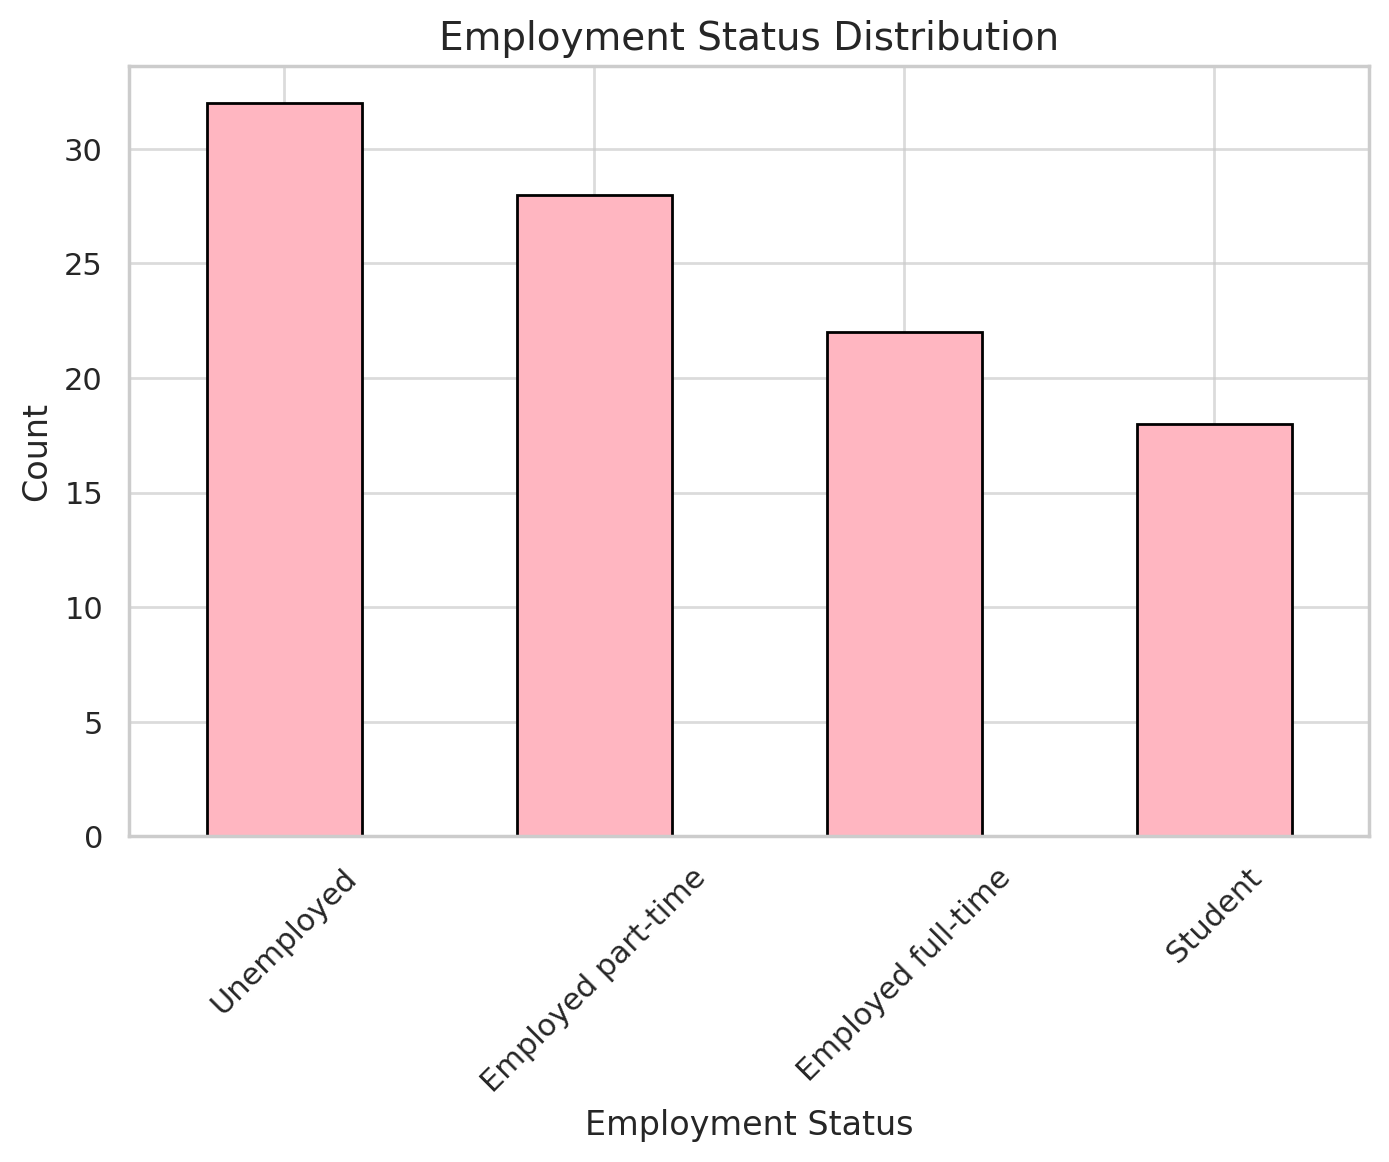 Employment Status Distribution
Count
30
25
20
15
10
5
0
Unemployed
Employed part-time
Employed full-time
Student
Employment Status